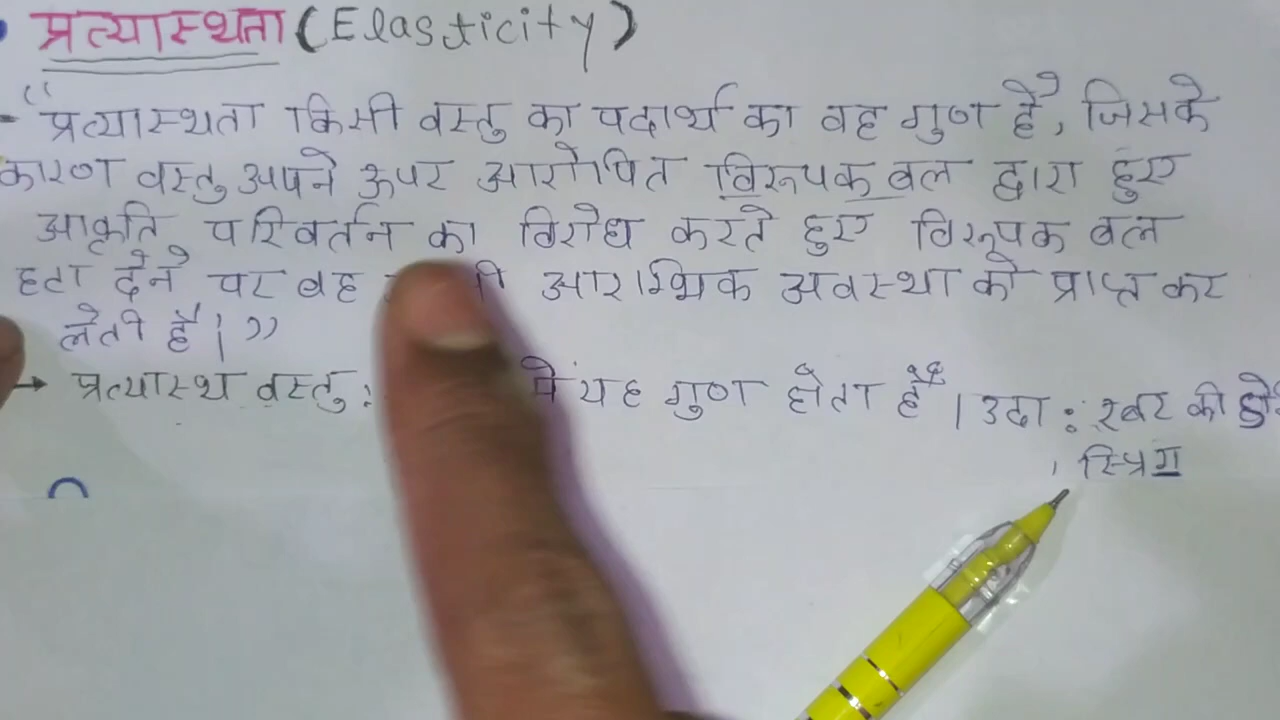 प्रत्यास्थता (Elasticity)
"प्रत्यास्थता किसी वस्तु का पदार्थ का वह गुण है, जिसके
कारण वस्तु अपने ऊपर आरोपित विरूपक बल द्वारा हुए
आकृति परिवर्तन का विरोध करते हुए विरूपक बल
हटा देने पर वह आरम्भिक अवस्था को प्राप्त कर
लेती है।"
→ प्रत्यास्थ वस्तु: में यह गुण होता है। उदा: रबर की
, स्प्रिग